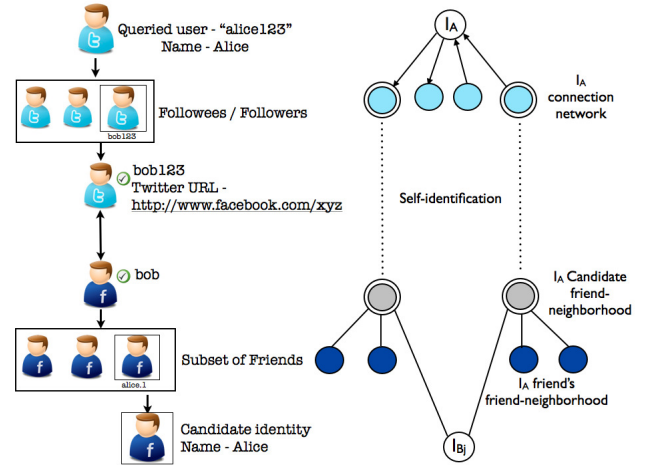 Queried user - "alice123"
Name - Alice
Followees / Followers
bob123
bob123
Twitter URL -
http://www.facebook.com/xyz
bob
Subset of Friends
alice.1
Candidate identity
Name - Alice
IA
IA
connection
network
Self-identification
IA Candidate
friend-
neighborhood
IA friend's
friend-neighborhood
IBj